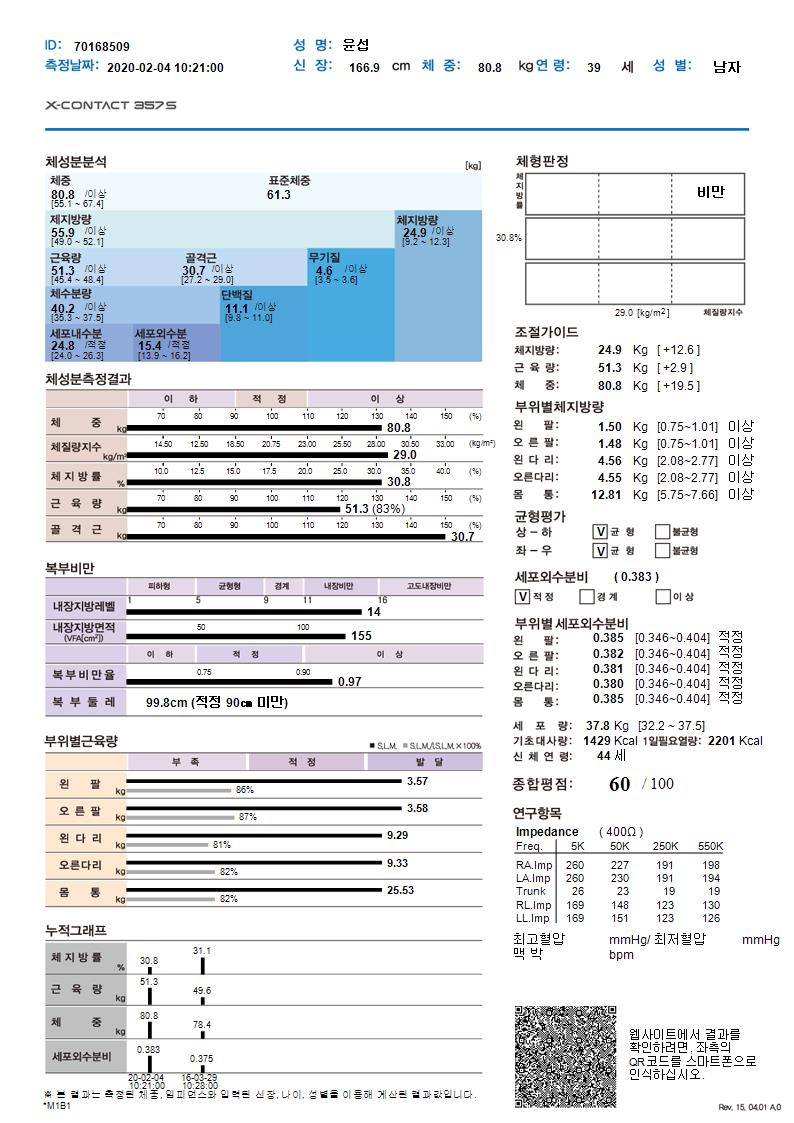 ID: 70168509 성 명: 윤섭
측정날짜: 2020-02-04 10:21:00 신 장: 166.9 cm 체 중: 80.8 kg 연 령: 39 세 성 별: 남자
X-CONTACT 357S
체성분분석 [kg]
체중 표준체중
80.8 /이상 61.3
[55.1 ~ 67.4]
제지방량 체지방량
55.9 /이상 24.9 /이상
[49.0 ~ 52.1] [9.2 ~ 12.3]
근육량 골격근 무기질
51.3 /이상 30.7 /이상 4.6 /이상
[45.4 ~ 48.4] [27.2 ~ 29.0] [3.5 ~ 3.6]
체수분량 단백질
40.2 /이상 11.1 /이상
[35.3 ~ 37.5] [9.8 ~ 11.0]
세포내수분 세포외수분
24.8 /적정 15.4 /적정
[24.0 ~ 26.3] [13.9 ~ 16.2]
체성분측정결과
이 하 적 정 이 상
70 80 90 100 110 120 130 140 150 (%)
체 중 kg 80.8
14.50 12.50 18.50 20.75 23.00 25.50 28.00 30.50 33.00 (kg/m²)
체질량지수 kg/m² 29.0
10.0 12.5 15.0 17.5 20.0 25.0 30.0 35.0 40.0 (%)
체 지 방 률 % 30.8
70 80 90 100 110 120 130 140 150 (%)
근 육 량 kg 51.3 (83%)
70 80 90 100 110 120 130 140 150 (%)
골 격 근 kg 30.7
복부비만
피하형 균형형 경계 내장비만 고도내장비만
1 5 9 11 16
내장지방레벨 14
50 100
내장지방면적 (VFA[cm²]) 155
이 하 적 정 이 상
0.75 0.90
복부비만율 0.97
복 부 둘 레 99.8cm (적정 90㎝ 미만)
부위별근육량 ■ S.L.M. ■ S.L.M./I.S.L.M.×100%
부 족 적 정 발 달
왼 팔 kg 3.57
86%
오 른 팔 kg 3.58
87%
왼 다 리 kg 9.29
81%
오른다리 kg 9.33
82%
몸 통 kg 25.53
82%
누적그래프
체 지 방 률 % 30.8 31.1
근 육 량 kg 51.3 49.6
체 중 kg 80.8 78.4
세포외수분비 0.383 0.375
20-02-04 16-03-29
10:21:00 10:28:00
※ 본 결과는 측정된 체중, 임피던스와 입력된 신장, 나이, 성별을 이용해 계산된 결과값입니다.
*M1B1
체형판정
체지방률
비만
30.8%
29.0 [kg/m²] 체질량지수
조절가이드
체지방량: 24.9 Kg [ +12.6 ]
근 육 량: 51.3 Kg [ +2.9 ]
체 중: 80.8 Kg [ +19.5 ]
부위별체지방량
왼 팔: 1.50 Kg [0.75~1.01] 이상
오 른 팔: 1.48 Kg [0.75~1.01] 이상
왼 다 리: 4.56 Kg [2.08~2.77] 이상
오른다리: 4.55 Kg [2.08~2.77] 이상
몸 통: 12.81 Kg [5.75~7.66] 이상
균형평가
상 – 하 V 균 형 불균형
좌 – 우 V 균 형 불균형
세포외수분비 ( 0.383 )
V 적 정 경 계 이 상
부위별 세포외수분비
왼 팔: 0.385 [0.346~0.404] 적정
오 른 팔: 0.382 [0.346~0.404] 적정
왼 다 리: 0.381 [0.346~0.404] 적정
오른다리: 0.380 [0.346~0.404] 적정
몸 통: 0.385 [0.346~0.404] 적정
세 포 량: 37.8 Kg [32.2 ~ 37.5]
기초대사량: 1429 Kcal 1일필요열량: 2201 Kcal
신 체 연 령: 44 세
종합평점: 60 / 100
연구항목
Impedance ( 400Ω )
Freq. 5K 50K 250K 550K
RA.Imp 260 227 191 198
LA.Imp 260 230 191 194
Trunk 26 23 19 19
RL.Imp 169 148 123 130
LL.Imp 169 151 123 126
최고혈압 mmHg/ 최저혈압 mmHg
맥 박 bpm
웹사이트에서 결과를
확인하려면, 좌측의
QR코드를 스마트폰으로
인식하십시오.
Rev, 15, 04,01 A,0